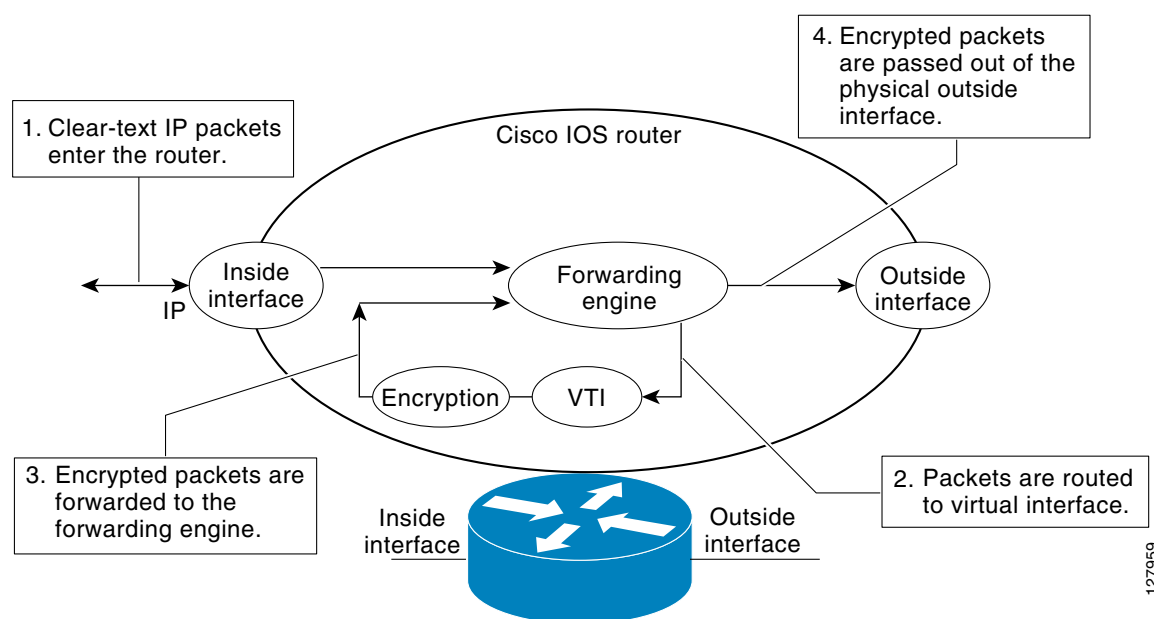 4. Encrypted packets
are passed out of the
physical outside
interface.
1. Clear-text IP packets
enter the router.
Cisco IOS router
Inside
interface
IP
Forwarding
engine
Outside
interface
Encryption
VTI
3. Encrypted packets are
forwarded to the
forwarding engine.
2. Packets are routed
to virtual interface.
Inside
interface
Outside
interface
127959